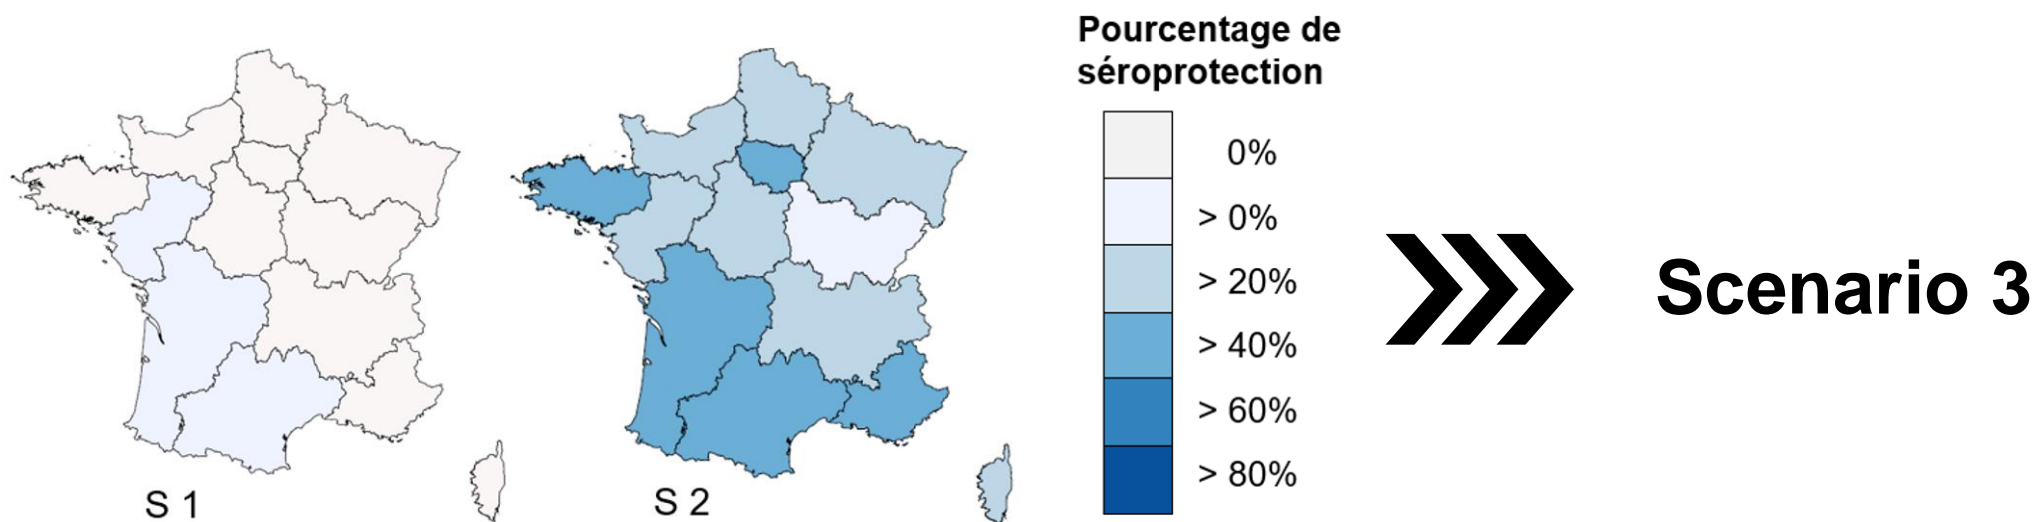 Pourcentage de
séroprotection
0%
> 0%
> 20%
> 40%
> 60%
> 80%
Scenario 3
S 1
S 2